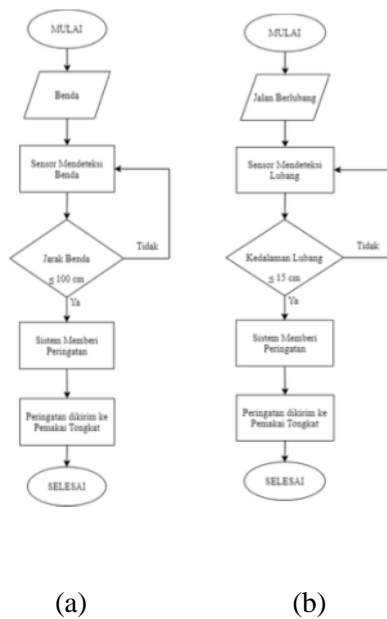 MULAI
Benda
Sensor Mendeteksi
Benda
Jarak Benda
≤ 100 cm
Tidak
Ya
Sistem Memberi
Peringatan
Peringatan dikirim ke
Pemakai Tongkat
SELESAI
(a)
MULAI
Jalan Berlubang
Sensor Mendeteksi
Lubang
Kedalaman Lubang
≤ 15 cm
Tidak
Ya
Sistem Memberi
Peringatan
Peringatan dikirim ke
Pemakai Tongkat
SELESAI
(b)